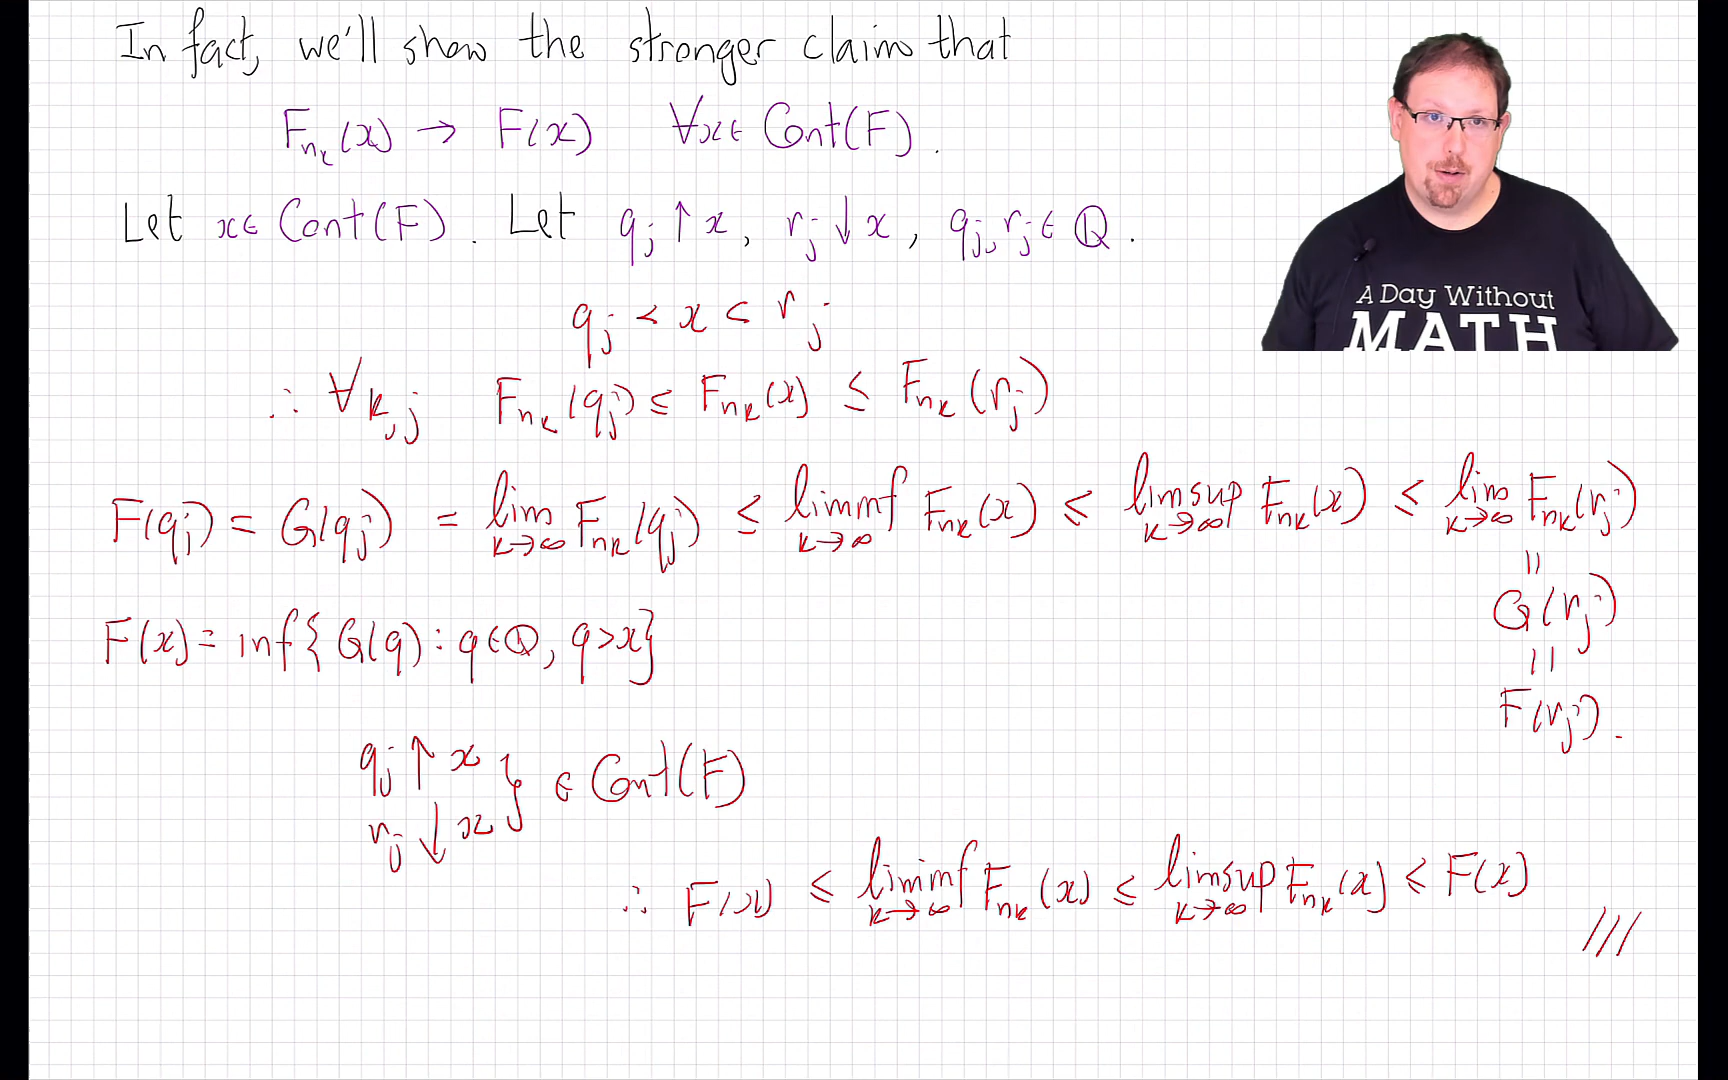 In fact, we'll show the stronger claim that
F_{n_k}(x) → F(x) ∀x∈ Cont(F).
Let x∈ Cont(F). Let q_j ↑ x, r_j ↓ x, q_j, r_j ∈ ℚ.
q_j < x < r_j
∴ ∀k,j F_{n_k}(q_j) ≤ F_{n_k}(x) ≤ F_{n_k}(r_j)
F(q_j) = G(q_j) = lim_{k→∞} F_{n_k}(q_j) ≤ liminf_{k→∞} F_{n_k}(x) ≤ limsup_{k→∞} F_{n_k}(x) ≤ lim_{k→∞} F_{n_k}(r_j)
=
G(r_j)
F(x) = inf{G(q) : q∈ℚ, q>x}
=
F(r_j).
q_j ↑ x
r_j ↓ x } ∈ Cont(F)
∴ F(x) ≤ liminf_{k→∞} F_{n_k}(x) ≤ limsup_{k→∞} F_{n_k}(x) ≤ F(x)
///
A Day Without
MATH